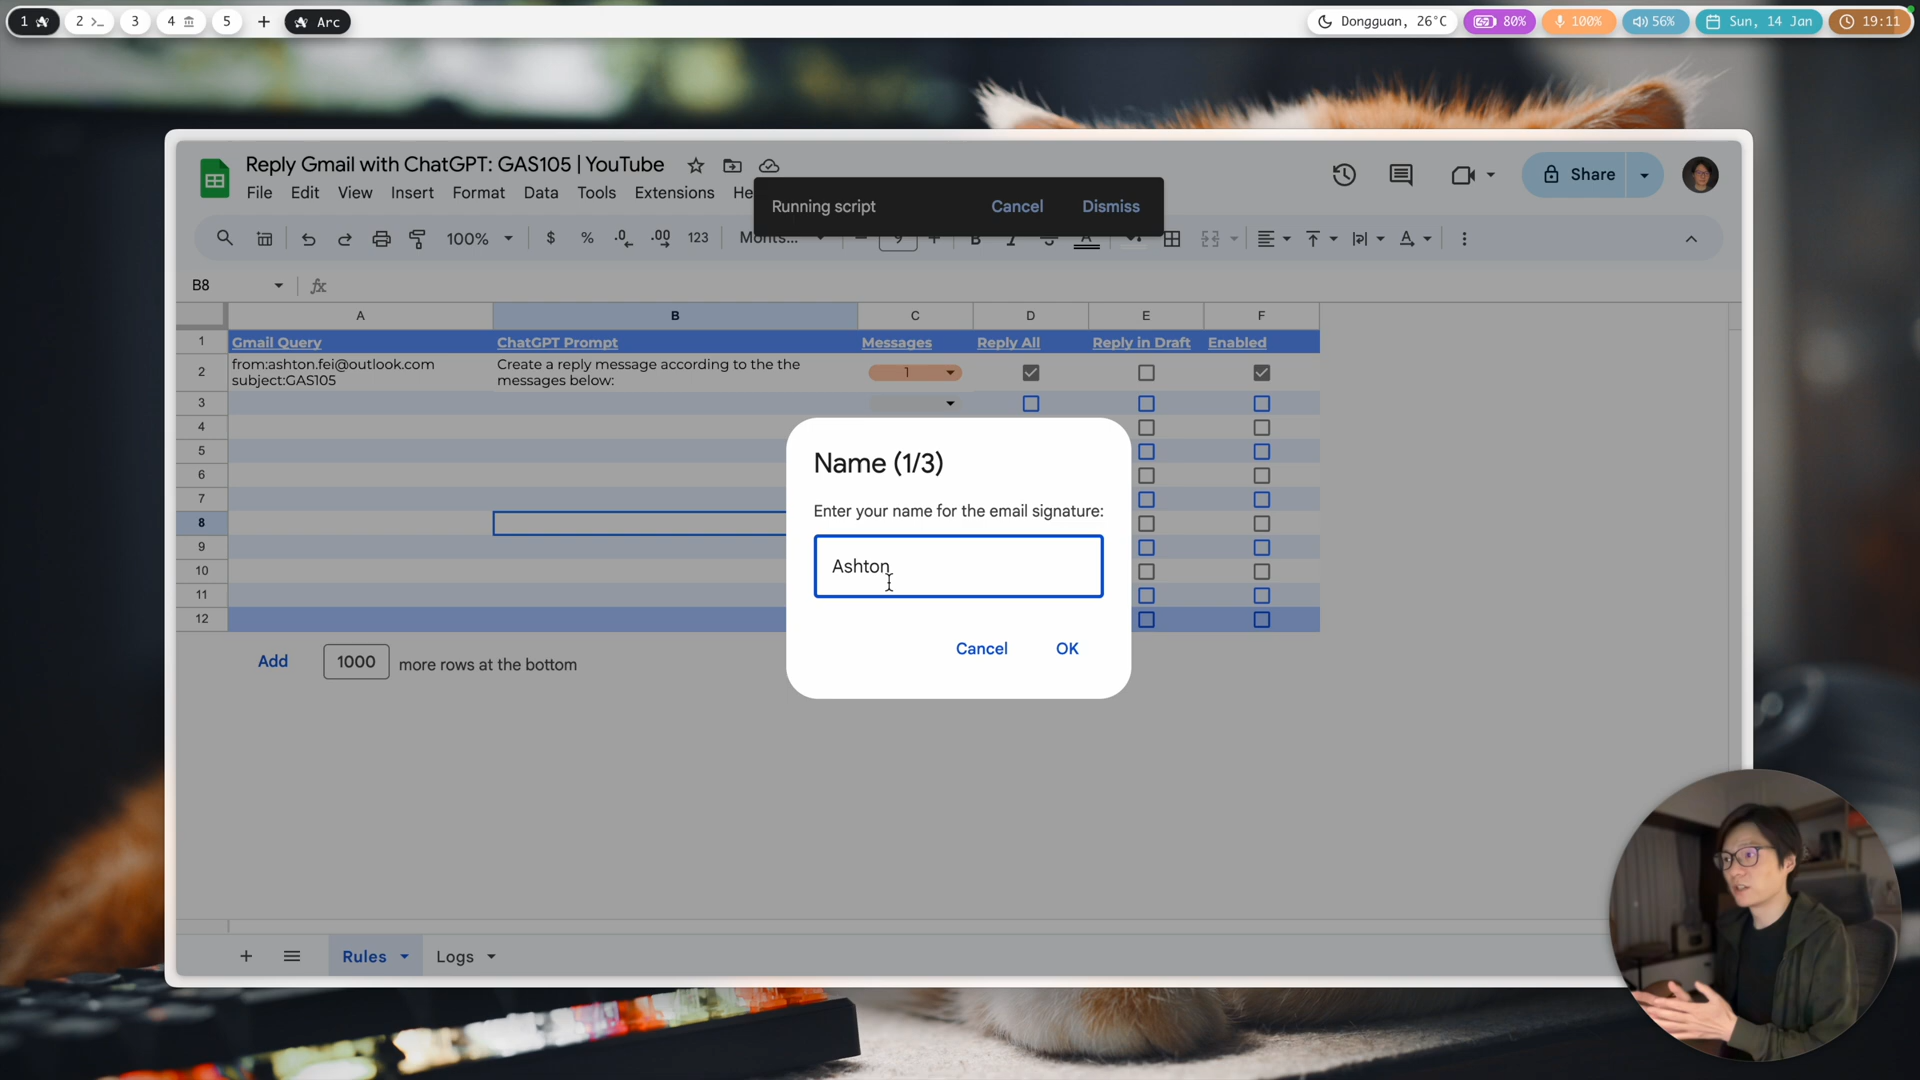 1
2
3
4
5
+
Arc
Dongguan, 26°C
80%
100%
56%
Sun, 14 Jan
19:11
Reply Gmail with ChatGPT: GAS105 | YouTube
File Edit View Insert Format Data Tools Extensions He
Share
Running script Cancel Dismiss
100% $ % .0 .00 123 Monts...
B8 fx
A B C D E F
1 Gmail Query ChatGPT Prompt Messages Reply All Reply in Draft Enabled
2 from:ashton.fei@outlook.com Create a reply message according to the the 1
subject:GAS105 messages below:
3
4
5
6
7
8
9
10
11
12
Name (1/3)
Enter your name for the email signature:
Ashton
Cancel OK
Add 1000 more rows at the bottom
+ Rules Logs